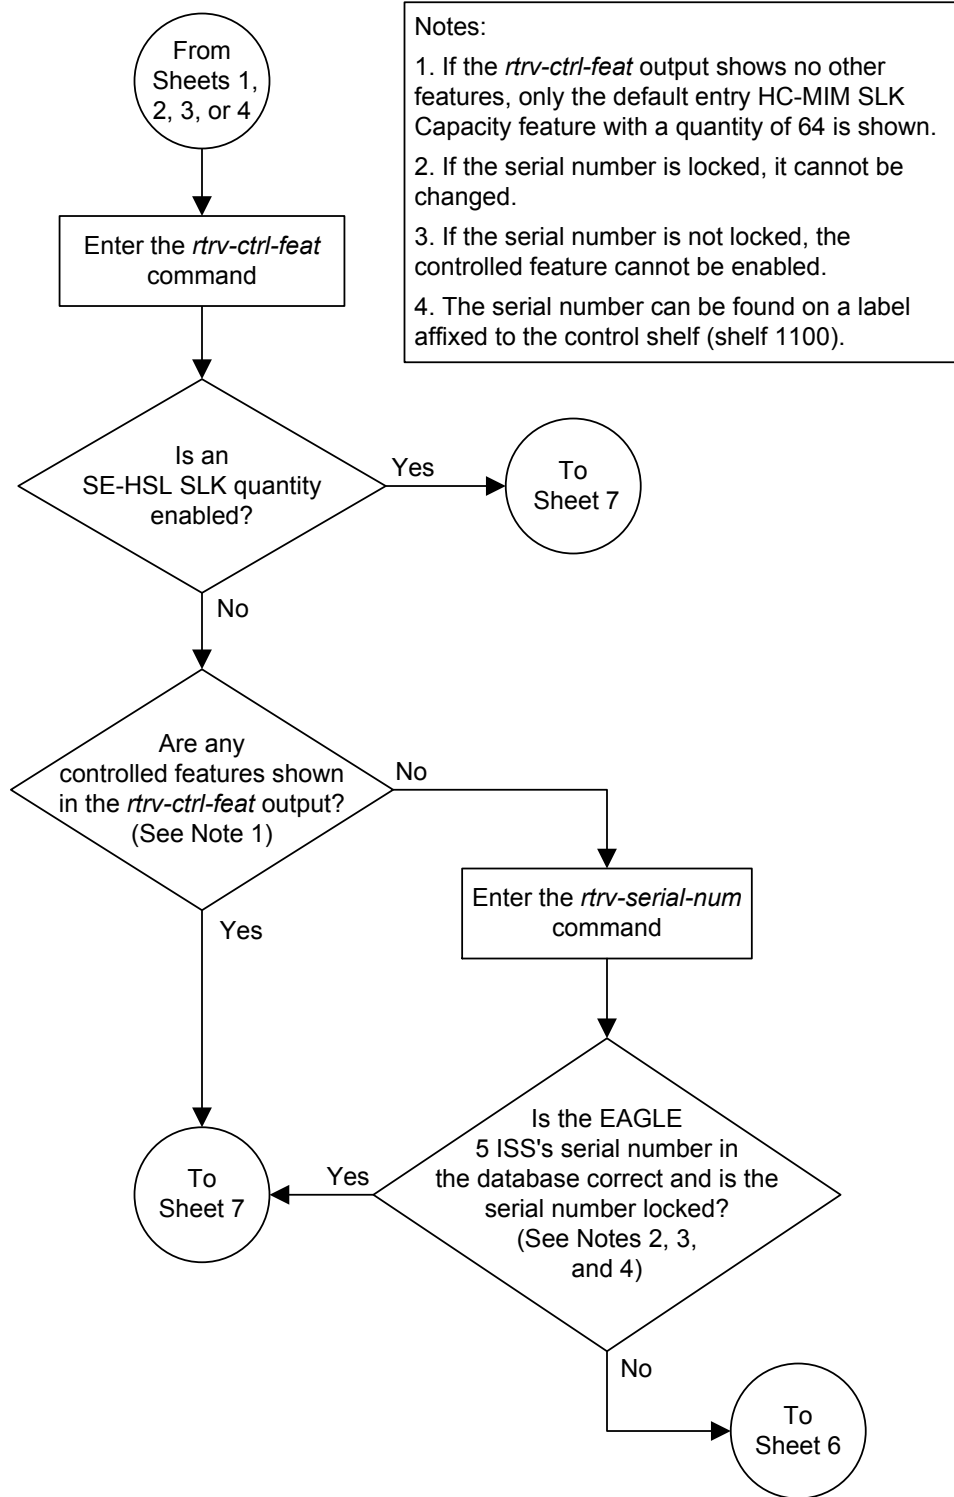 From
Sheets 1,
2, 3, or 4
Notes:
1. If the rtrv-ctrl-feat output shows no other
features, only the default entry HC-MIM SLK
Capacity feature with a quantity of 64 is shown.
2. If the serial number is locked, it cannot be
changed.
3. If the serial number is not locked, the
controlled feature cannot be enabled.
4. The serial number can be found on a label
affixed to the control shelf (shelf 1100).
Enter the rtrv-ctrl-feat
command
Is an
SE-HSL SLK quantity
enabled?
Yes
To
Sheet 7
No
Are any
controlled features shown
in the rtrv-ctrl-feat output?
(See Note 1)
No
Yes
Enter the rtrv-serial-num
command
Is the EAGLE
5 ISS's serial number in
the database correct and is the
serial number locked?
(See Notes 2, 3,
and 4)
Yes
To
Sheet 7
No
To
Sheet 6